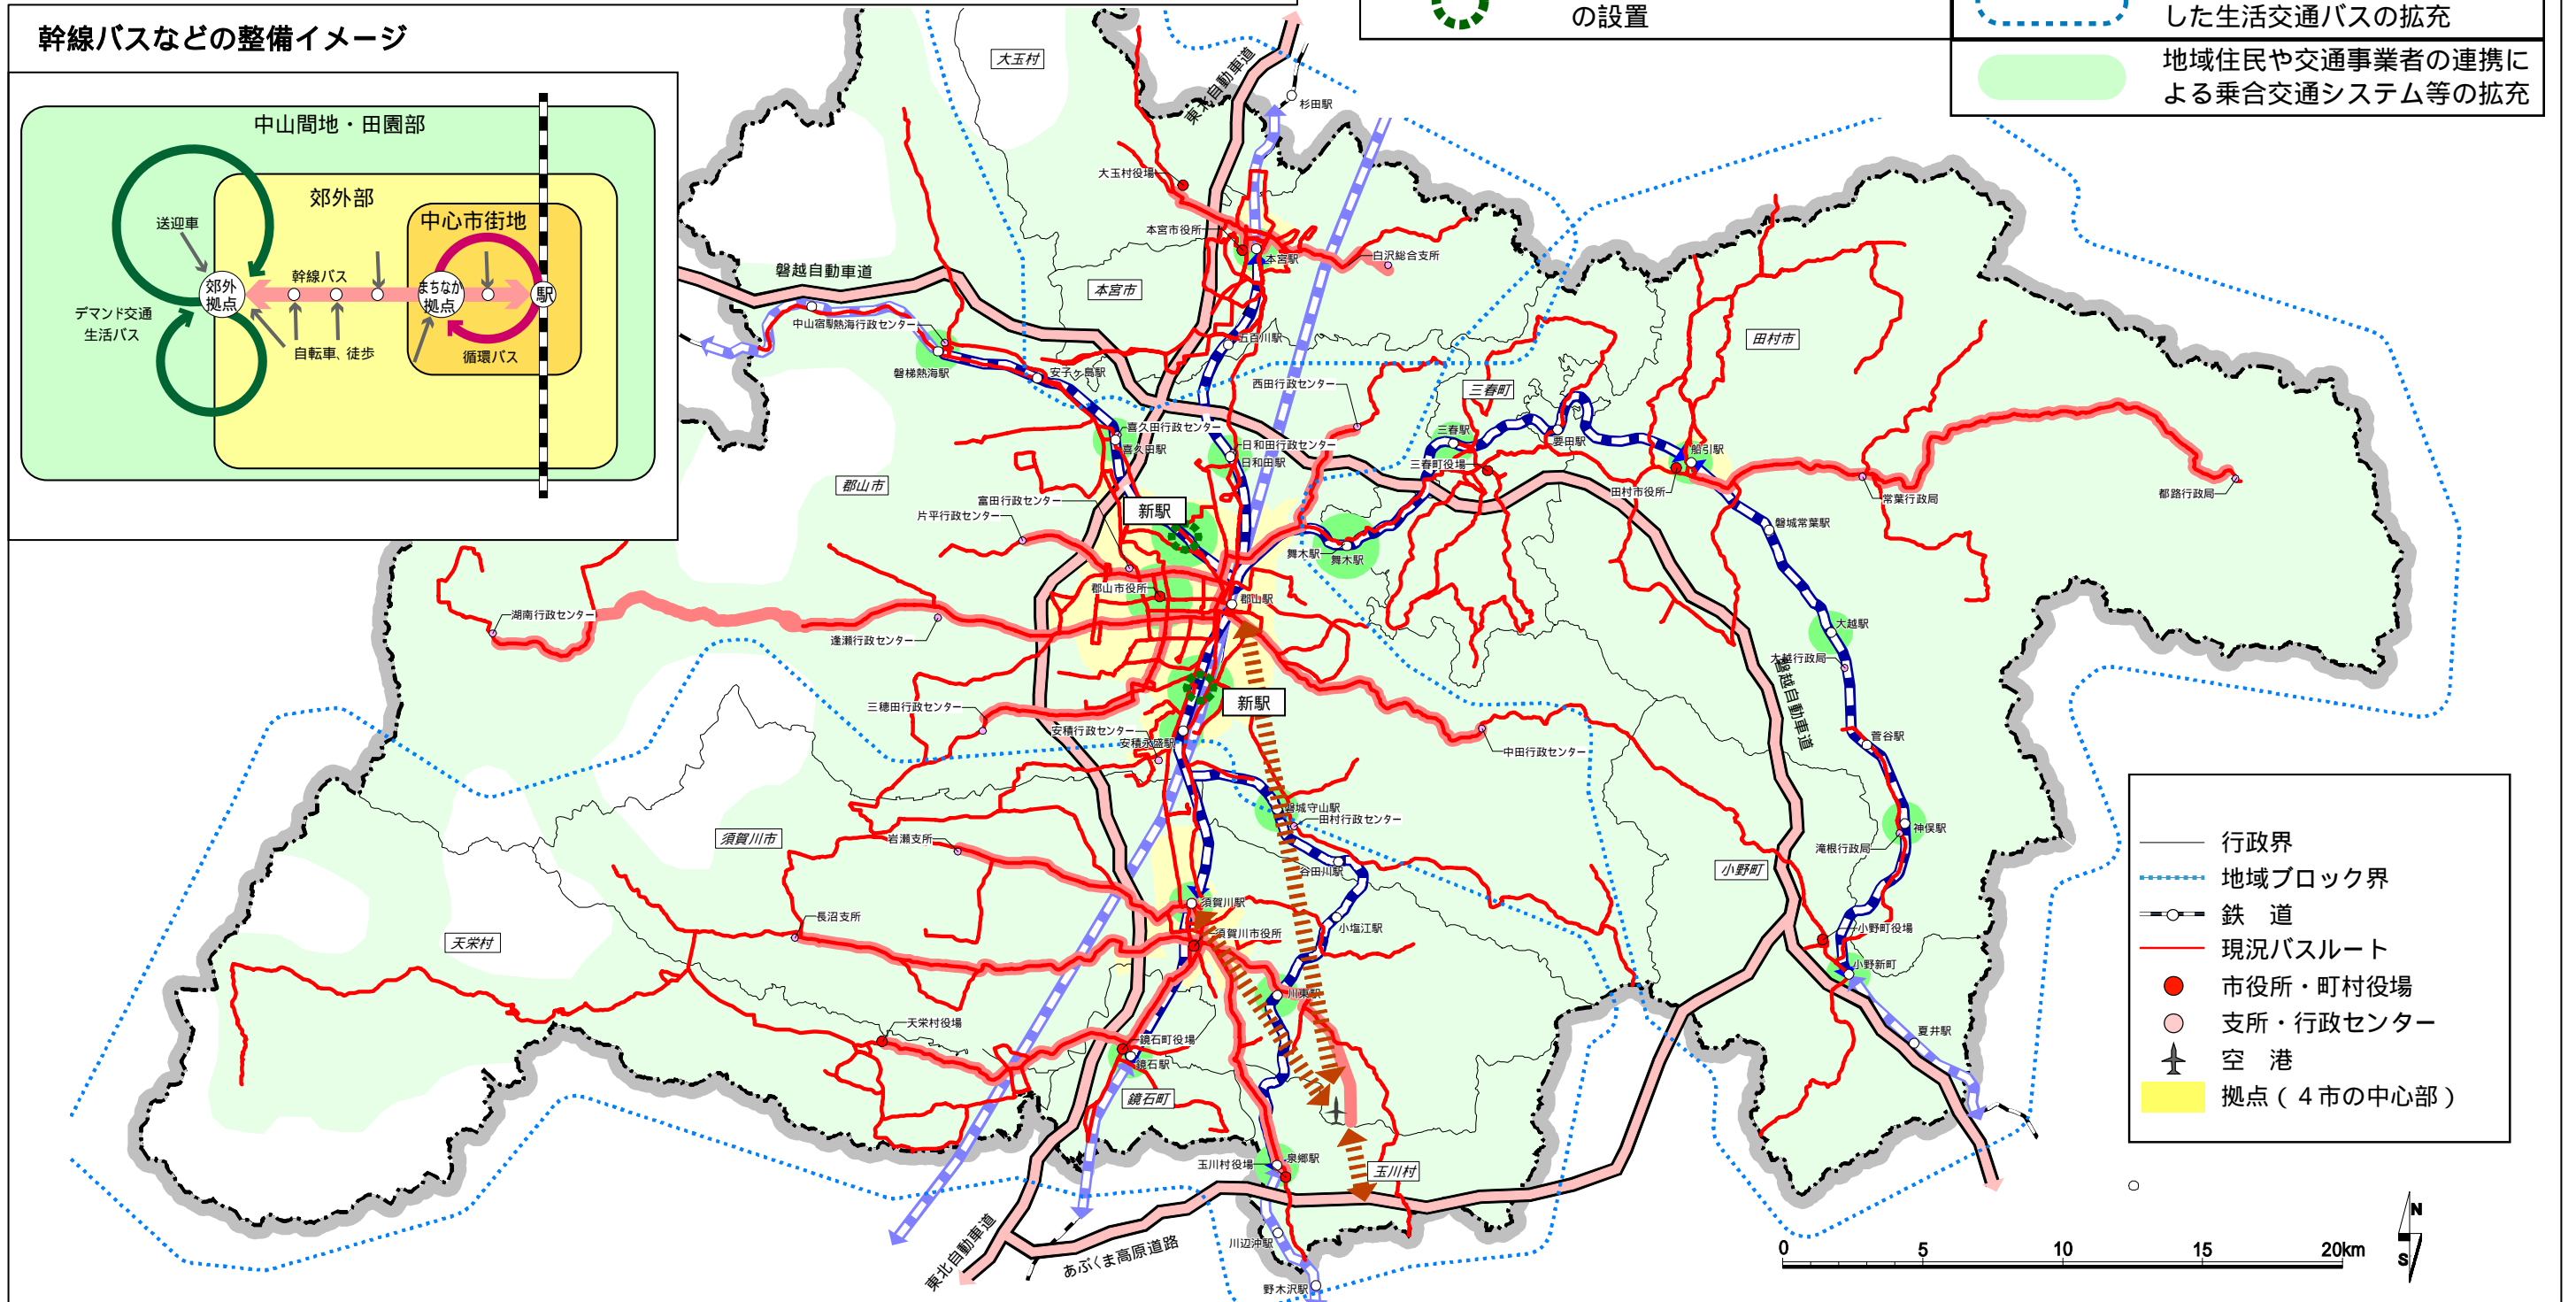 の設置
した生活交通バスの拡充
地域住民や交通事業者の連携に
よる乗合交通システム等の拡充
幹線バスなどの整備イメージ
中山間地・田園部
郊外部
中心市街地
送迎車
幹線バス
郊外
拠点
まちなか
拠点
駅
デマンド交通
生活バス
自転車、徒歩
循環バス
大玉村
東北自動車道
杉田駅
大玉村役場
本宮市役所
本宮駅
白沢総合支所
磐越自動車道
本宮市
中山宿駅
熱海行政センター
磐梯熱海駅
安子ヶ島駅
五百川駅
西田行政センター
三春町
田村市
喜久田行政センター
喜久田駅
日和田行政センター
日和田駅
三春駅
三春町役場
要田駅
船引駅
田村市役所
常葉行政局
都路行政局
磐城常葉駅
郡山市
富田行政センター
片平行政センター
新駅
舞木駅
舞木駅
郡山市役所
郡山駅
湖南行政センター
逢瀬行政センター
大越駅
大越行政局
磐越自動車道
三穂田行政センター
新駅
安積行政センター
安積永盛駅
中田行政センター
菅谷駅
磐城守山駅
田村行政センター
神俣駅
滝根行政局
須賀川市
岩瀬支所
谷田川駅
小野町
須賀川駅
長沼支所
須賀川市役所
小塩江駅
小野町役場
小野新町
天栄村
川東駅
天栄村役場
鏡石町役場
鏡石駅
鏡石町
夏井駅
玉川村役場
泉郷駅
玉川村
川辺沖駅
野木沢駅
東北自動車道
あぶくま高原道路
行政界
地域ブロック界
鉄　道
現況バスルート
市役所・町村役場
支所・行政センター
空　港
拠点（４市の中心部）
0 5 10 15 20km
N
S